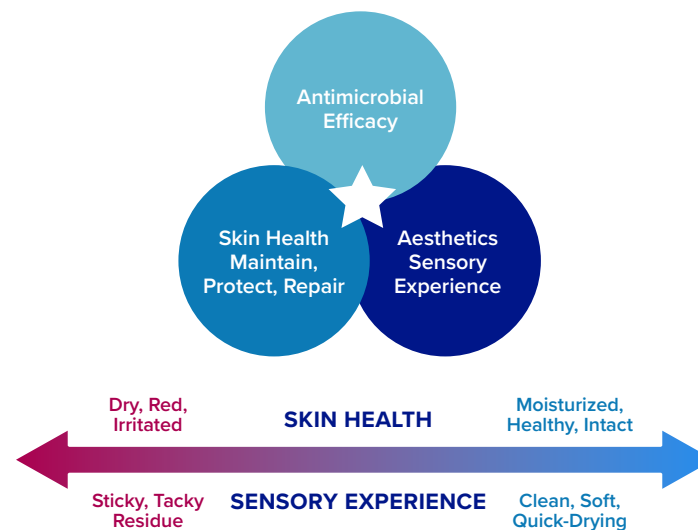 Antimicrobial
Efficacy
Skin Health
Maintain,
Protect, Repair
Aesthetics
Sensory
Experience
Dry, Red,
Irritated
SKIN HEALTH
Moisturized,
Healthy, Intact
Sticky, Tacky
Residue
SENSORY EXPERIENCE
Clean, Soft,
Quick-Drying